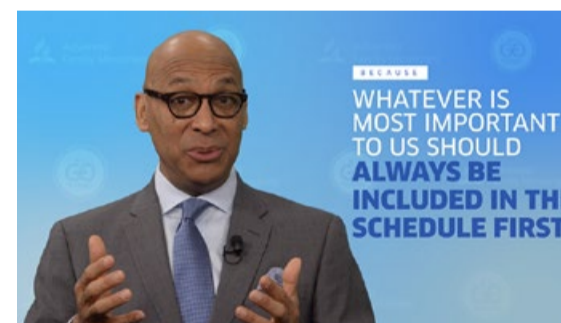 BECAUSE
WHATEVER IS
MOST IMPORTANT
TO US SHOULD
ALWAYS BE
INCLUDED IN TH
SCHEDULE FIRST